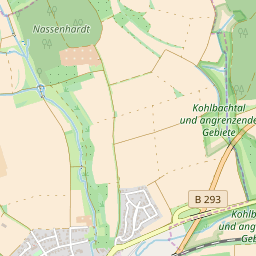 Nassenhardt
Kohlbachtal
und angrenzende
Gebiete
B 293
Kohlb
und ang
Geb